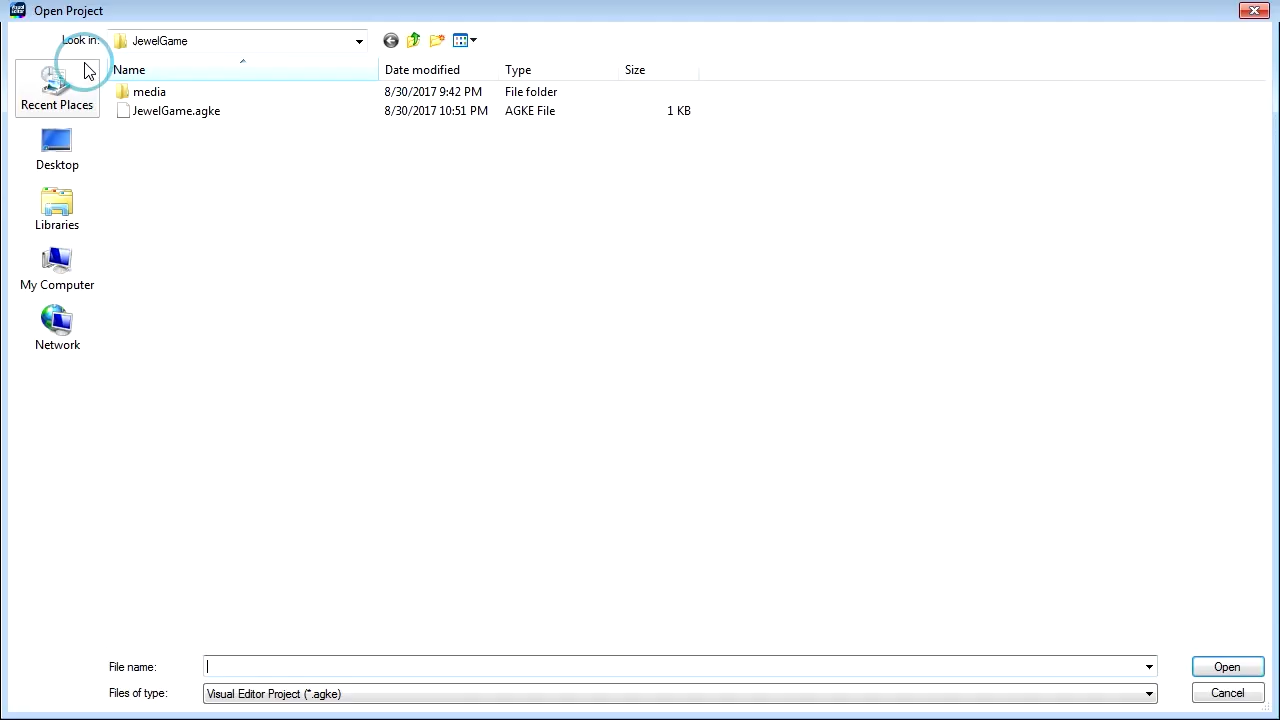 Visual Editor
Open Project
Look in:
JewelGame
Name
Date modified
Type
Size
media
8/30/2017 9:42 PM
File folder
JewelGame.agke
8/30/2017 10:51 PM
AGKE File
1 KB
Recent Places
Desktop
Libraries
My Computer
Network
File name:
Open
Files of type:
Visual Editor Project (*.agke)
Cancel